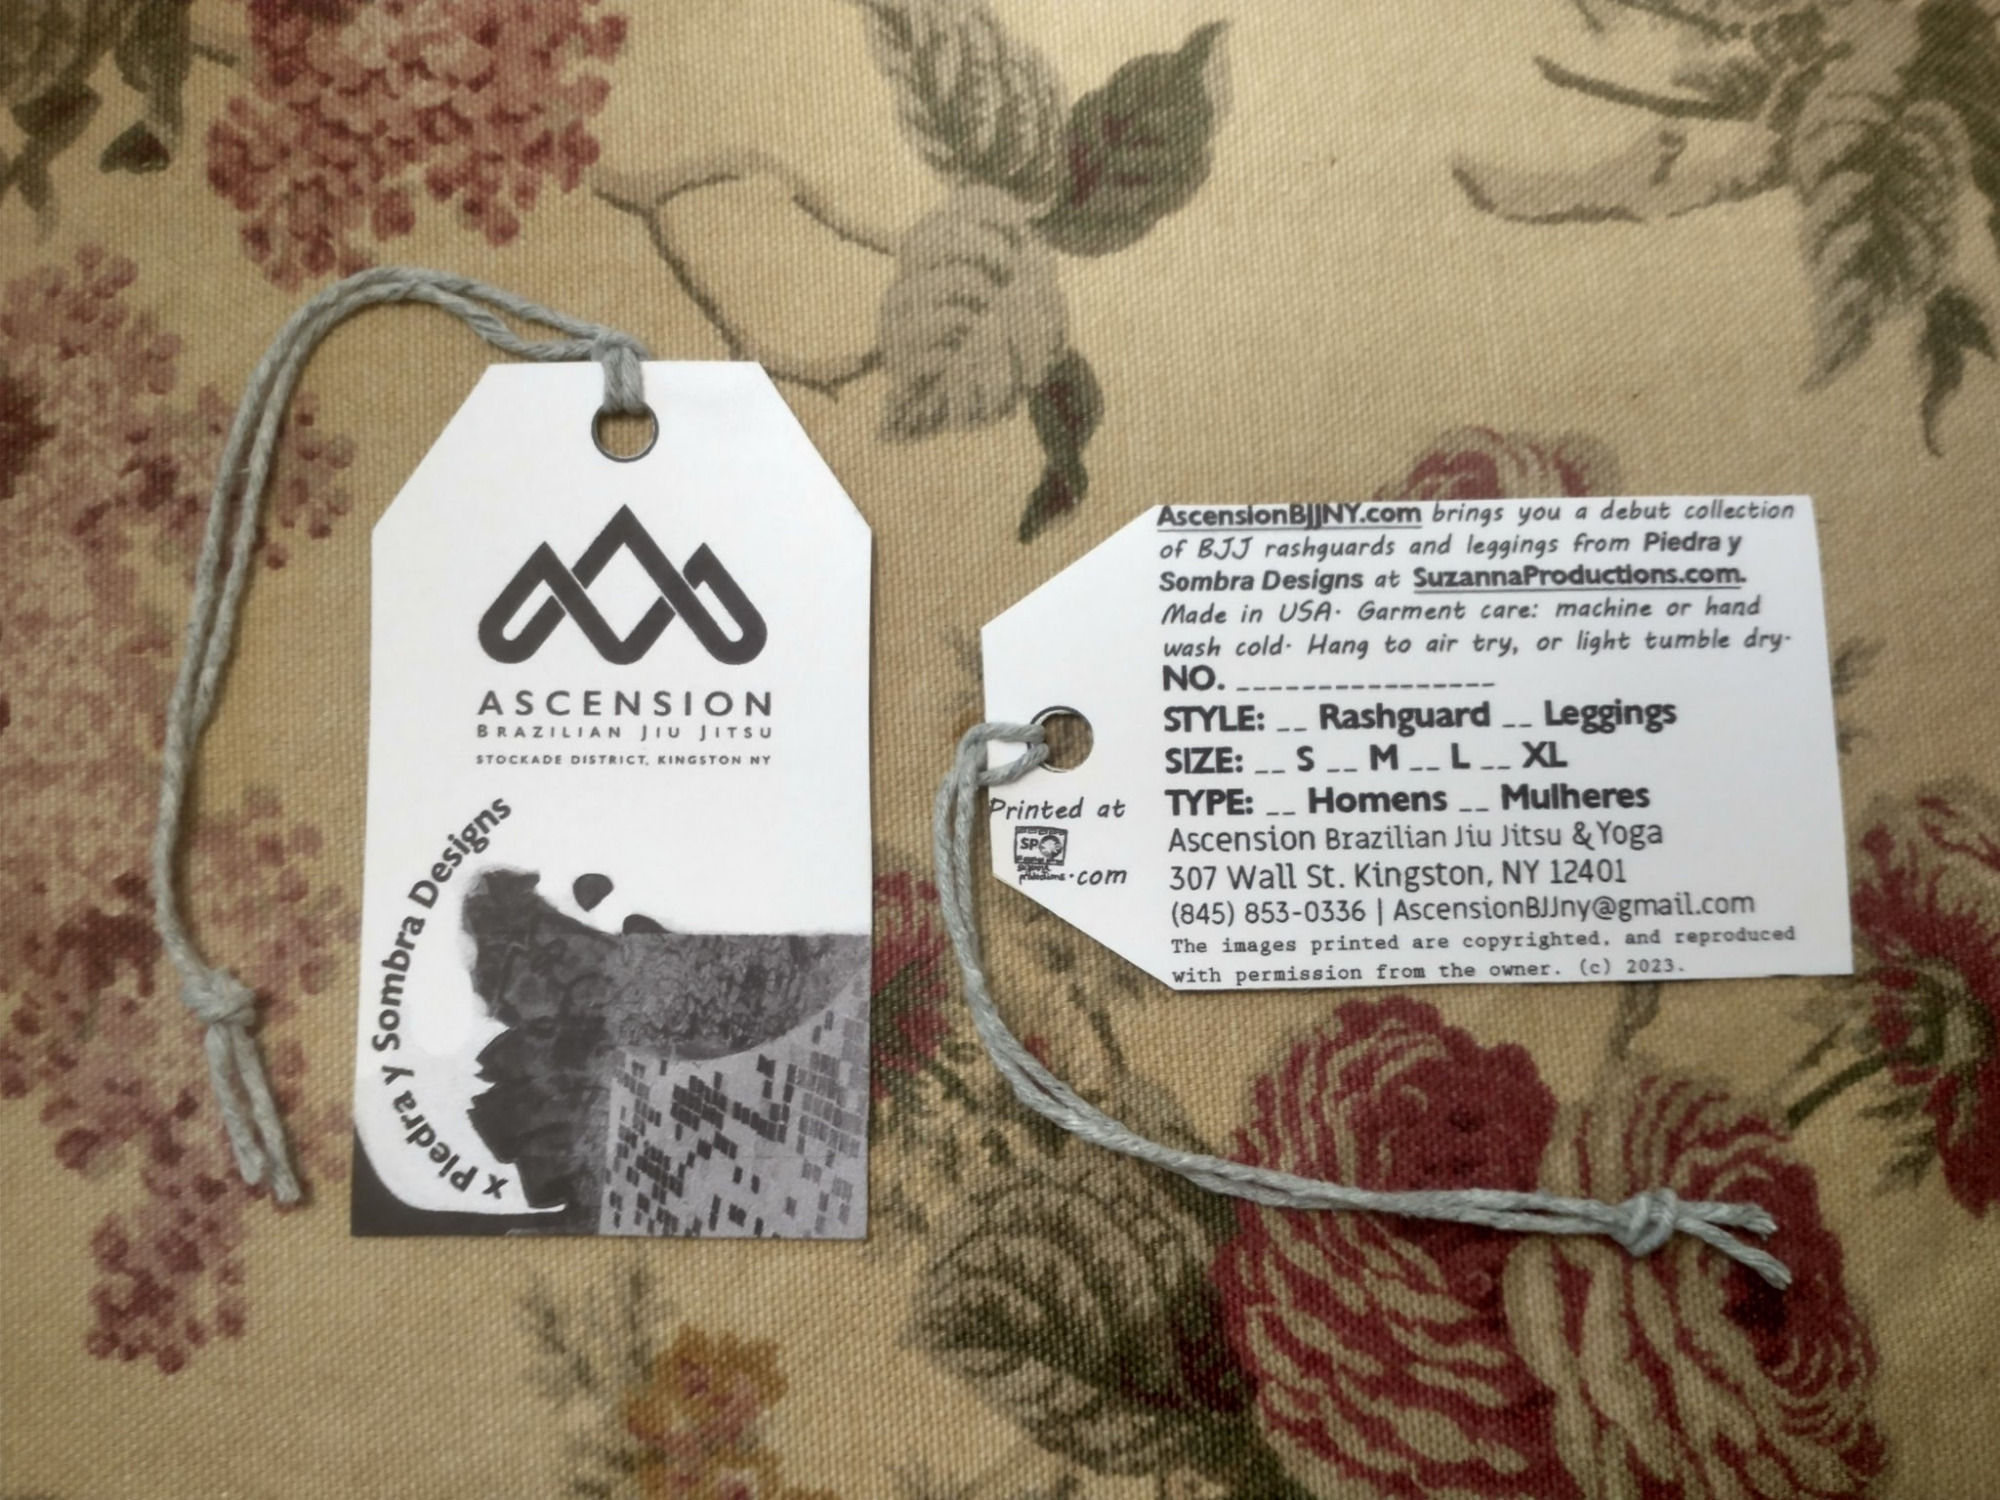 ASCENSION
BRAZILIAN JIU JITSU
STOCKADE DISTRICT, KINGSTON NY
x Piedra y Sombra Designs
AscensionBJJNY.com brings you a debut collection
of BJJ rashguards and leggings from Piedra y
Sombra Designs at SuzannaProductions.com.
Made in USA. Garment care: machine or hand
wash cold. Hang to air try, or light tumble dry.
NO. ________________
STYLE: __ Rashguard __ Leggings
SIZE: __ S __ M __ L __ XL
TYPE: __ Homens __ Mulheres
Ascension Brazilian Jiu Jitsu & Yoga
307 Wall St. Kingston, NY 12401
(845) 853-0336 | AscensionBJJny@gmail.com
The images printed are copyrighted, and reproduced
with permission from the owner. (c) 2023.
Printed at
SP
.com